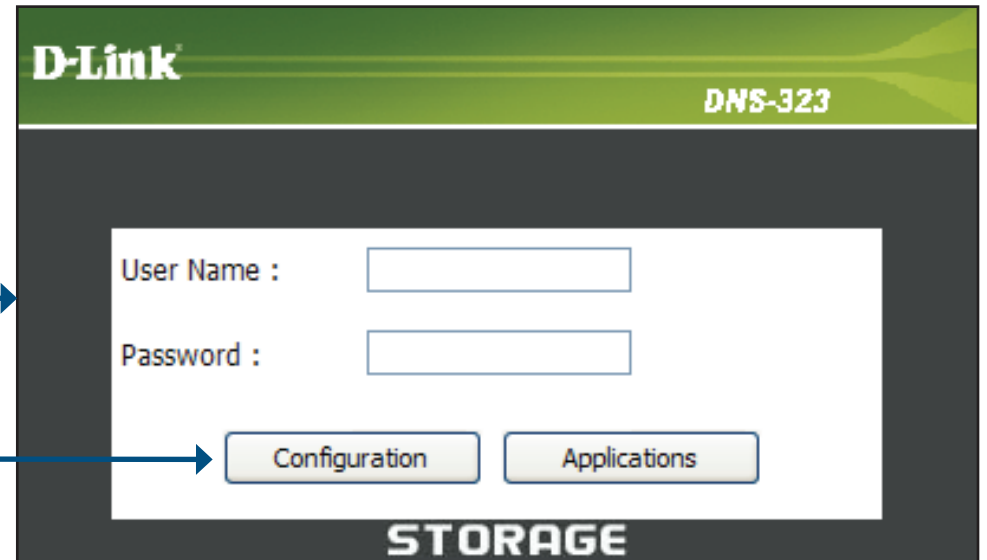 D-Link
DNS-323
User Name :
Password :
Configuration Applications
STORAGE